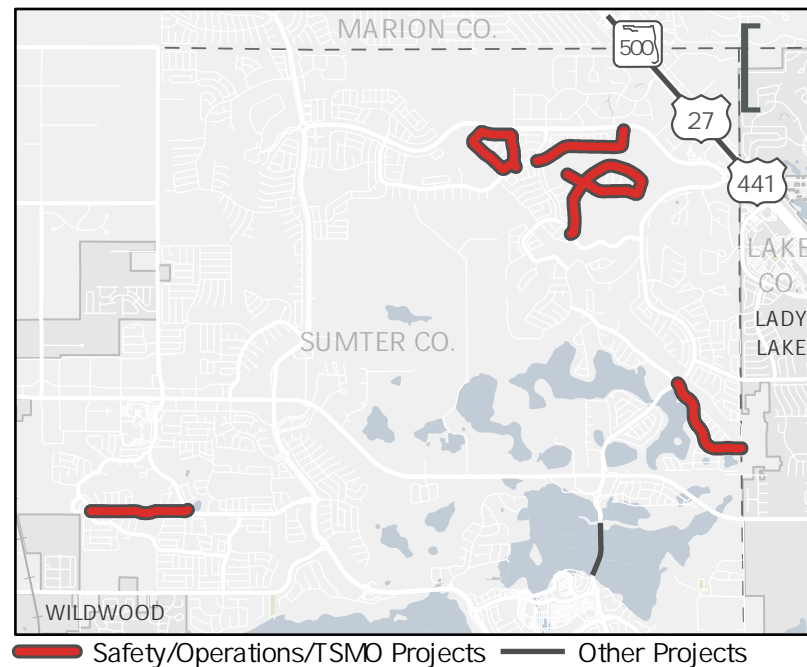 MARION CO.
500
27
441
LAKE
CO.
LADY
LAKE
SUMTER CO.
WILDWOOD
Safety/Operations/TSMO Projects
Other Projects